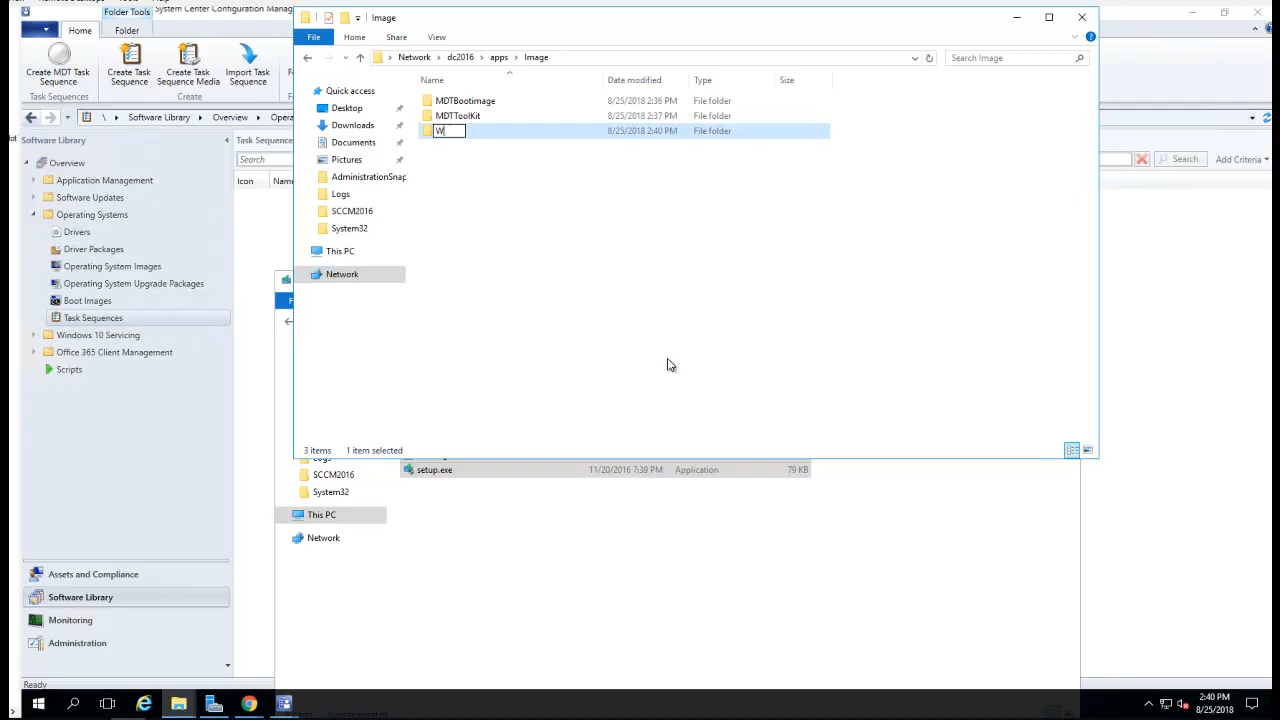 Folder Tools System Center Configuration Mana
Home Folder
Create MDT Task Sequence
Create Task Sequence
Create Task Sequence Media
Import Task Sequence
Task Sequences Create
\ Software Library Overview Opera
Software Library
Task Sequences
Search
Search Add Criteria
Icon Name
Overview
Application Management
Software Updates
Operating Systems
Drivers
Driver Packages
Operating System Images
Operating System Upgrade Packages
Boot Images
Task Sequences
Windows 10 Servicing
Office 365 Client Management
Scripts
Assets and Compliance
Software Library
Monitoring
Administration
Ready
Image
File Home Share View
Network dc2016 apps Image
Search Image
Quick access
Desktop
Downloads
Documents
Pictures
AdministrationSnap
Logs
SCCM2016
System32
This PC
Network
Name Date modified Type Size
MDTBootimage 8/25/2018 2:36 PM File folder
MDTToolKit 8/25/2018 2:37 PM File folder
W 8/25/2018 2:40 PM File folder
3 items 1 item selected
Logs
SCCM2016
System32
This PC
Network
setup.exe 11/20/2016 7:39 PM Application 79 KB
2:40 PM
8/25/2018